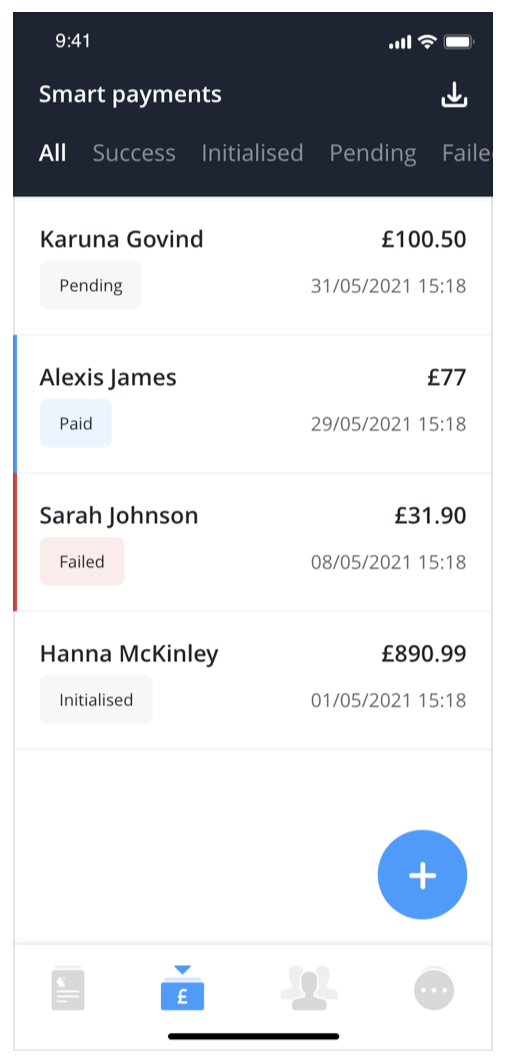 9:41
Smart payments
All Success Initialised Pending Faile
Karuna Govind £100.50
Pending 31/05/2021 15:18
Alexis James £77
Paid 29/05/2021 15:18
Sarah Johnson £31.90
Failed 08/05/2021 15:18
Hanna McKinley £890.99
Initialised 01/05/2021 15:18
+
£